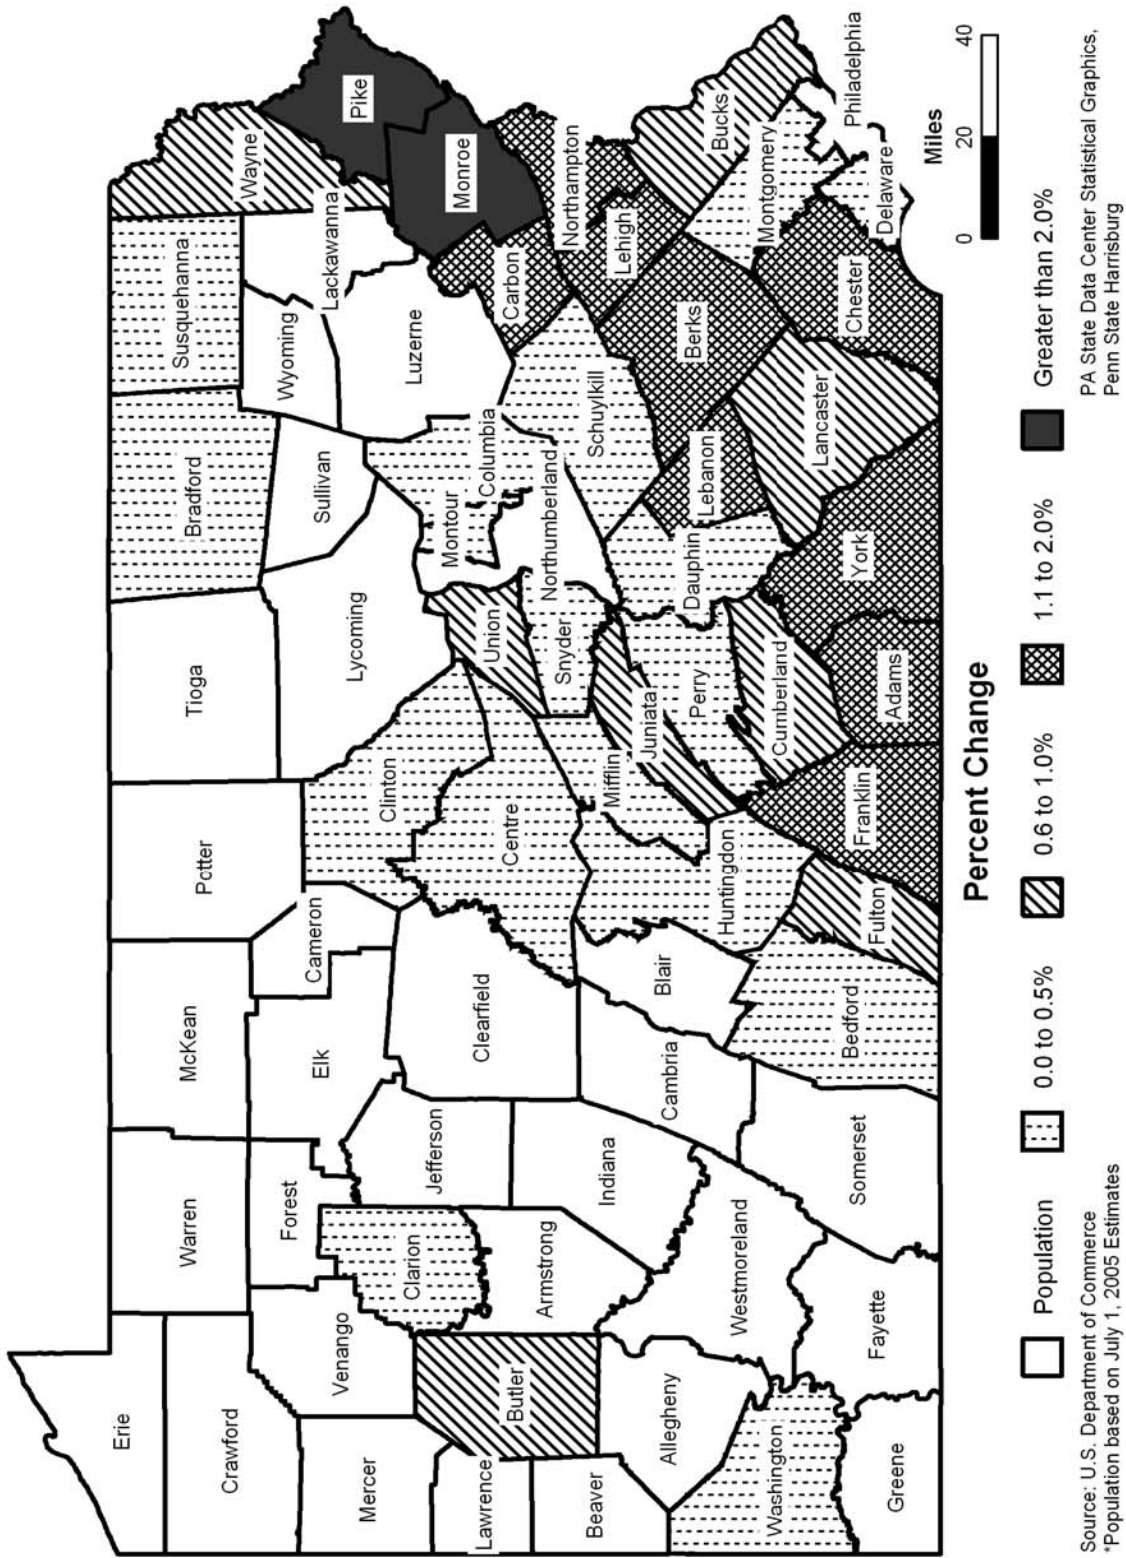 Erie
Warren
McKean
Potter
Tioga
Bradford
Susquehanna
Wayne
Crawford
Forest
Elk
Cameron
Lycoming
Sullivan
Wyoming
Lackawanna
Pike
Mercer
Venango
Clarion
Jefferson
Clearfield
Clinton
Centre
Union
Montour
Columbia
Luzerne
Monroe
Lawrence
Butler
Armstrong
Indiana
Snyder
Northumberland
Schuylkill
Carbon
Northampton
Lehigh
Beaver
Allegheny
Westmoreland
Cambria
Blair
Huntingdon
Mifflin
Juniata
Perry
Dauphin
Lebanon
Berks
Bucks
Montgomery
Washington
Greene
Fayette
Somerset
Bedford
Fulton
Franklin
Cumberland
Adams
York
Lancaster
Chester
Delaware
Philadelphia
Miles
0 20 40
Percent Change
Population
0.0 to 0.5%
0.6 to 1.0%
1.1 to 2.0%
Greater than 2.0%
Source: U.S. Department of Commerce
*Population based on July 1, 2005 Estimates
PA State Data Center Statistical Graphics,
Penn State Harrisburg